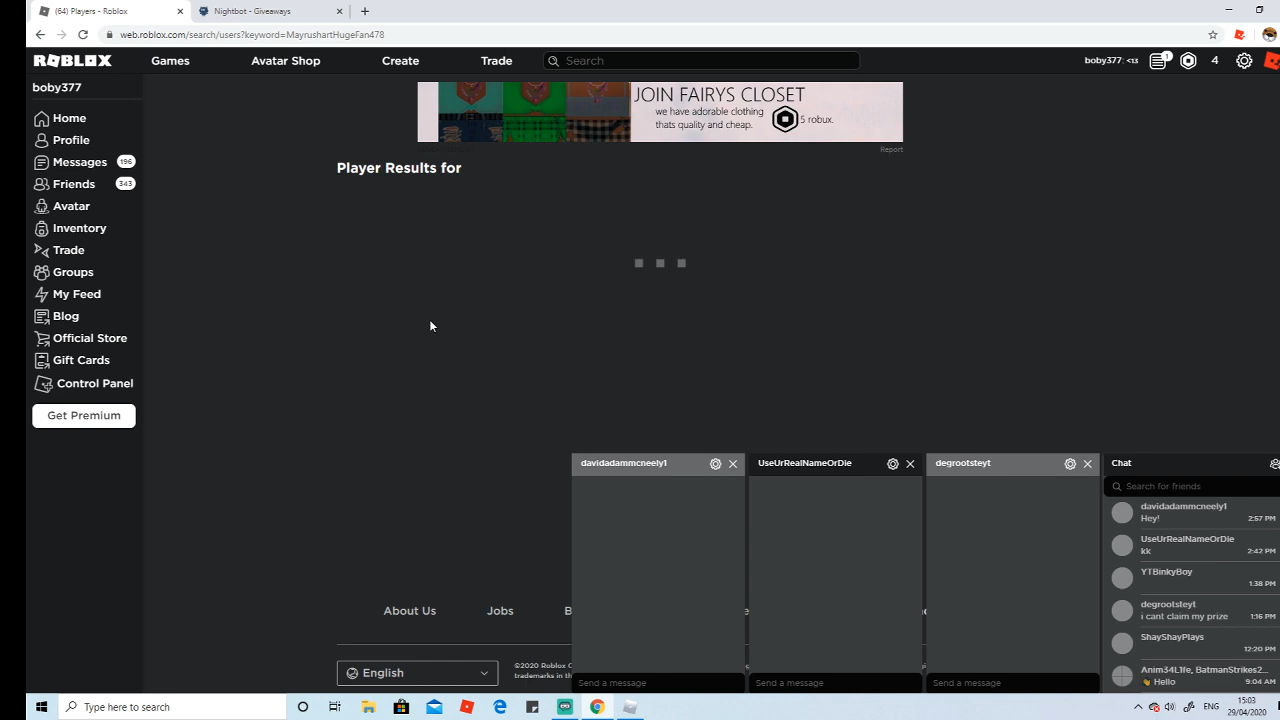 (64) Players - Roblox
Nightbot - Giveaways
web.roblox.com/search/users?keyword=MayrushartHugeFan478
ROBLOX
Games
Avatar Shop
Create
Trade
Search
boby377: <13
1
4
boby377
Home
Profile
Messages 196
Friends 343
Avatar
Inventory
Trade
Groups
My Feed
Blog
Official Store
Gift Cards
Control Panel
Get Premium
JOIN FAIRYS CLOSET
we have adorable clothing
thats quality and cheap.
5 robux.
Report
Player Results for
About Us
Jobs
B
English
©2020 Roblox C
trademarks in t
davidadammcneely1
Send a message
UseUrRealNameOrDie
Send a message
degrootsteyt
Send a message
Chat
Search for friends
davidadammcneely1
Hey! 2:57 PM
UseUrRealNameOrDie
kk 2:42 PM
YTBinkyBoy
1:38 PM
degrootsteyt
i cant claim my prize 1:16 PM
ShayShayPlays
12:20 PM
Anim34L1fe, BatmanStrikes2...
👋 Hello 9:04 AM
Type here to search
ENG
15:03
29/04/2020